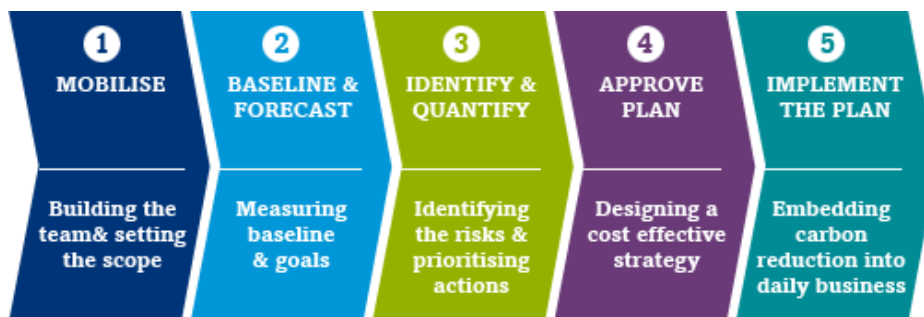 1
MOBILISE
Building the
team& setting
the scope
2
BASELINE &
FORECAST
Measuring
baseline
& goals
3
IDENTIFY &
QUANTIFY
Identifying
the risks &
prioritising
actions
4
APPROVE
PLAN
Designing a
cost effective
strategy
5
IMPLEMENT
THE PLAN
Embedding
carbon
reduction into
daily business